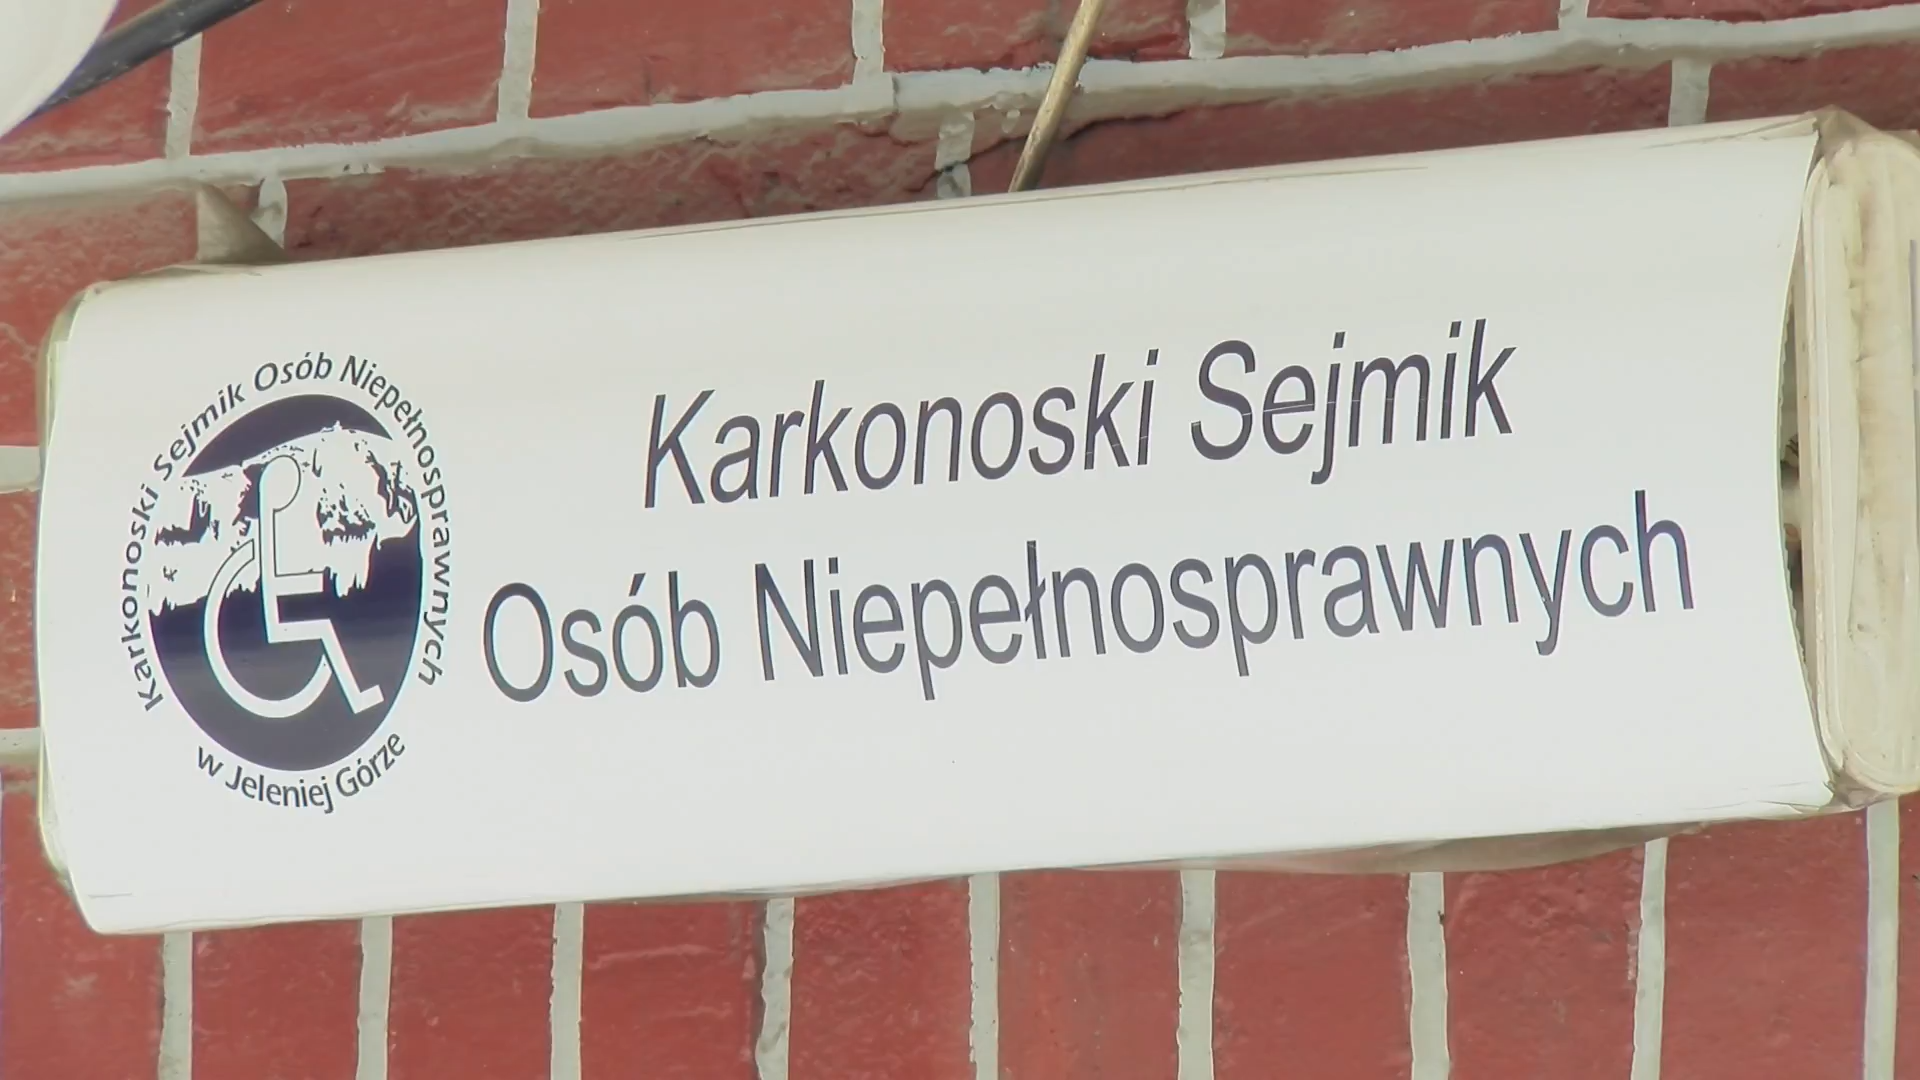 Karkonoski Sejmik Osób Niepełnosprawnych
w Jeleniej Górze
Karkonoski Sejmik
Osób Niepełnosprawnych